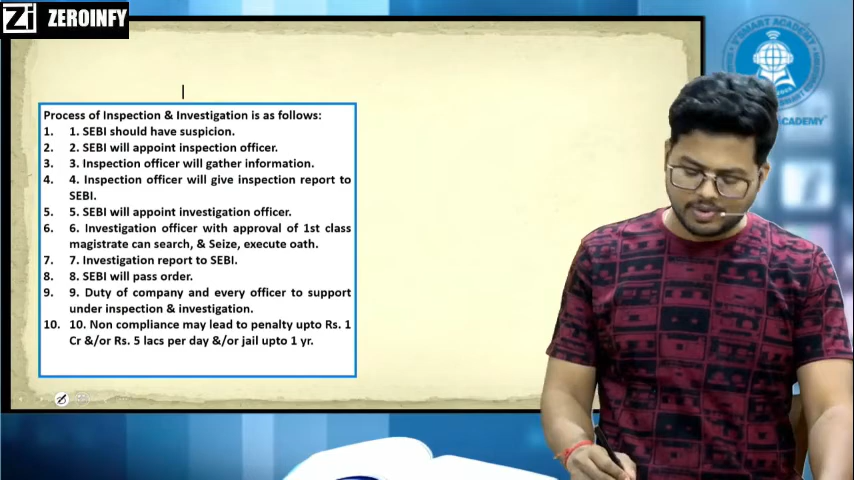 Zi ZEROINFY
Process of Inspection & Investigation is as follows:
1. 1. SEBI should have suspicion.
2. 2. SEBI will appoint inspection officer.
3. 3. Inspection officer will gather information.
4. 4. Inspection officer will give inspection report to
SEBI.
5. 5. SEBI will appoint investigation officer.
6. 6. Investigation officer with approval of 1st class
magistrate can search, & Seize, execute oath.
7. 7. Investigation report to SEBI.
8. 8. SEBI will pass order.
9. 9. Duty of company and every officer to support
under inspection & investigation.
10. 10. Non compliance may lead to penalty upto Rs. 1
Cr &/or Rs. 5 lacs per day &/or jail upto 1 yr.
SMART ACADEMY
ACADEMY